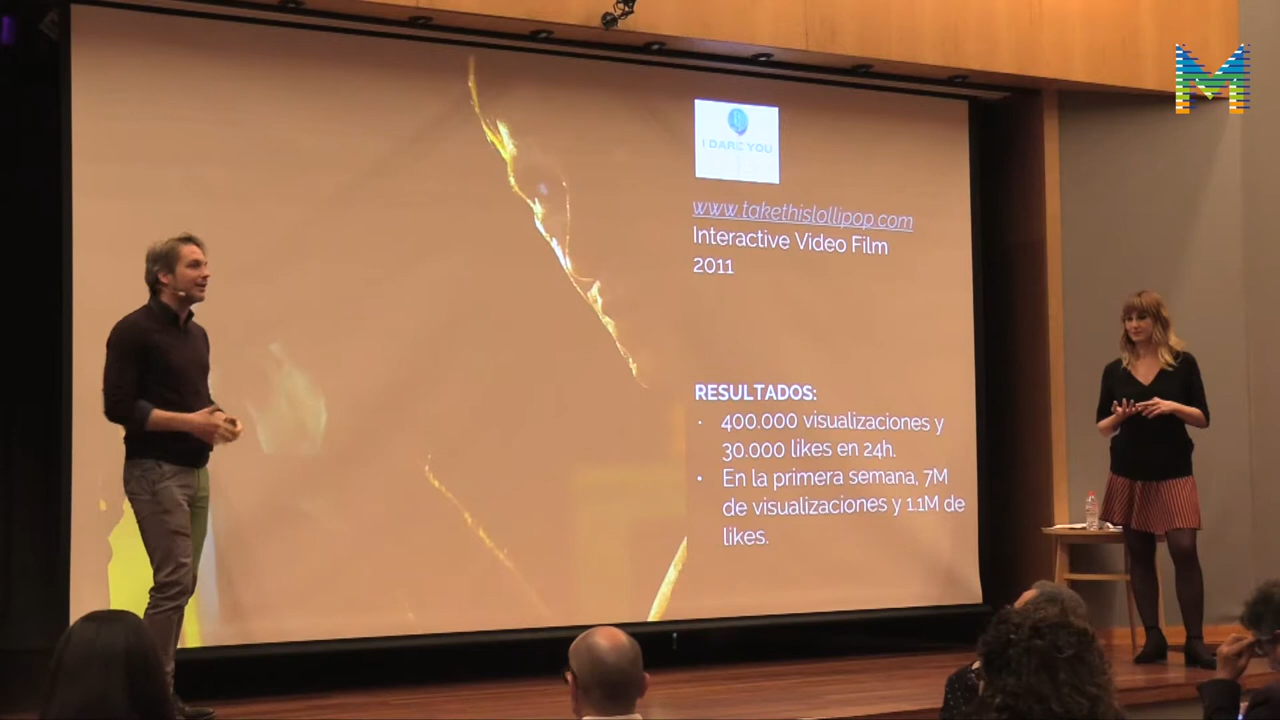 I DARE YOU
www.takethislollipop.com
Interactive Video Film
2011
RESULTADOS:
· 400.000 visualizaciones y
30.000 likes en 24h.
· En la primera semana, 7M
de visualizaciones y 1.1M de
likes.
M